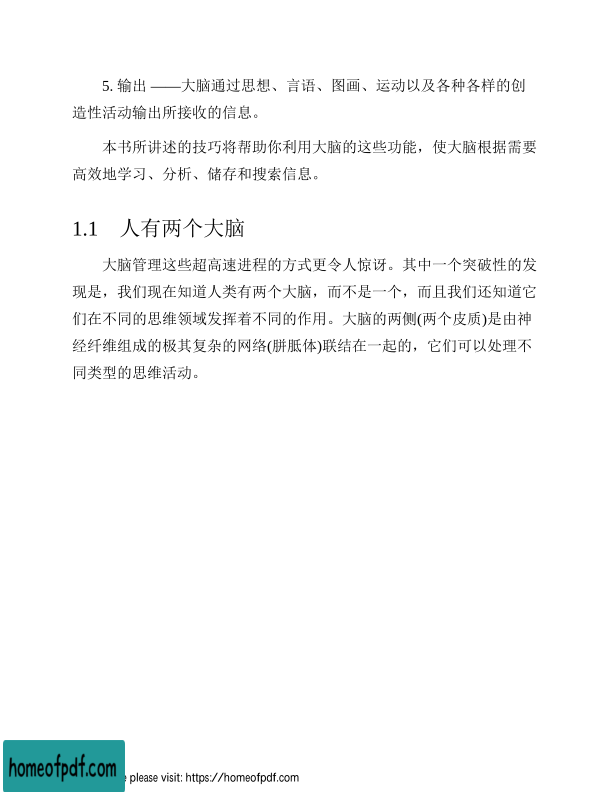 5. 输出 ——大脑通过思想、言语、图画、运动以及各种各样的创
造性活动输出所接收的信息。
本书所讲述的技巧将帮助你利用大脑的这些功能，使大脑根据需要
高效地学习、分析、储存和搜索信息。
1.1 人有两个大脑
大脑管理这些超高速进程的方式更令人惊讶。其中一个突破性的发
现是，我们现在知道人类有两个大脑，而不是一个，而且我们还知道它
们在不同的思维领域发挥着不同的作用。大脑的两侧(两个皮质)是由神
经纤维组成的极其复杂的网络(胼胝体)联结在一起的，它们可以处理不
同类型的思维活动。
homeofpdf.com
e please visit: https://homeofpdf.com